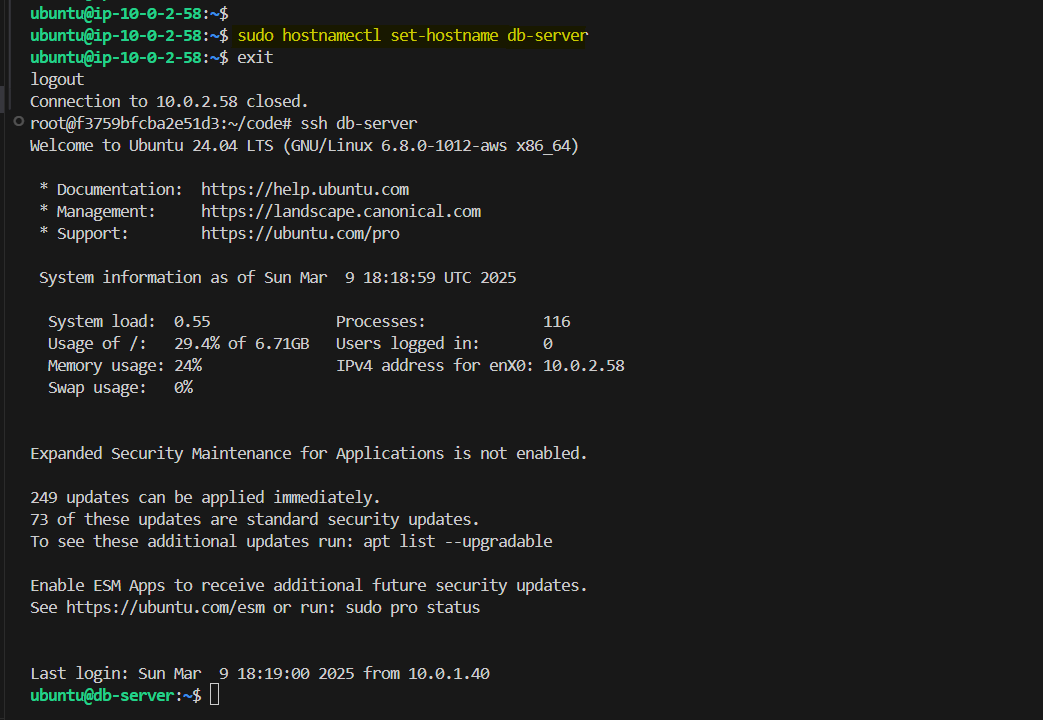 ubuntu@ip-10-0-2-58:~$
ubuntu@ip-10-0-2-58:~$ sudo hostnamectl set-hostname db-server
ubuntu@ip-10-0-2-58:~$ exit
logout
Connection to 10.0.2.58 closed.
root@f3759bfcba2e51d3:~/code# ssh db-server
Welcome to Ubuntu 24.04 LTS (GNU/Linux 6.8.0-1012-aws x86_64)

 * Documentation:  https://help.ubuntu.com
 * Management:     https://landscape.canonical.com
 * Support:        https://ubuntu.com/pro

 System information as of Sun Mar  9 18:18:59 UTC 2025

  System load:  0.55              Processes:             116
  Usage of /:   29.4% of 6.71GB   Users logged in:       0
  Memory usage: 24%               IPv4 address for enX0: 10.0.2.58
  Swap usage:   0%

Expanded Security Maintenance for Applications is not enabled.

249 updates can be applied immediately.
73 of these updates are standard security updates.
To see these additional updates run: apt list --upgradable

Enable ESM Apps to receive additional future security updates.
See https://ubuntu.com/esm or run: sudo pro status

Last login: Sun Mar  9 18:19:00 2025 from 10.0.1.40
ubuntu@db-server:~$